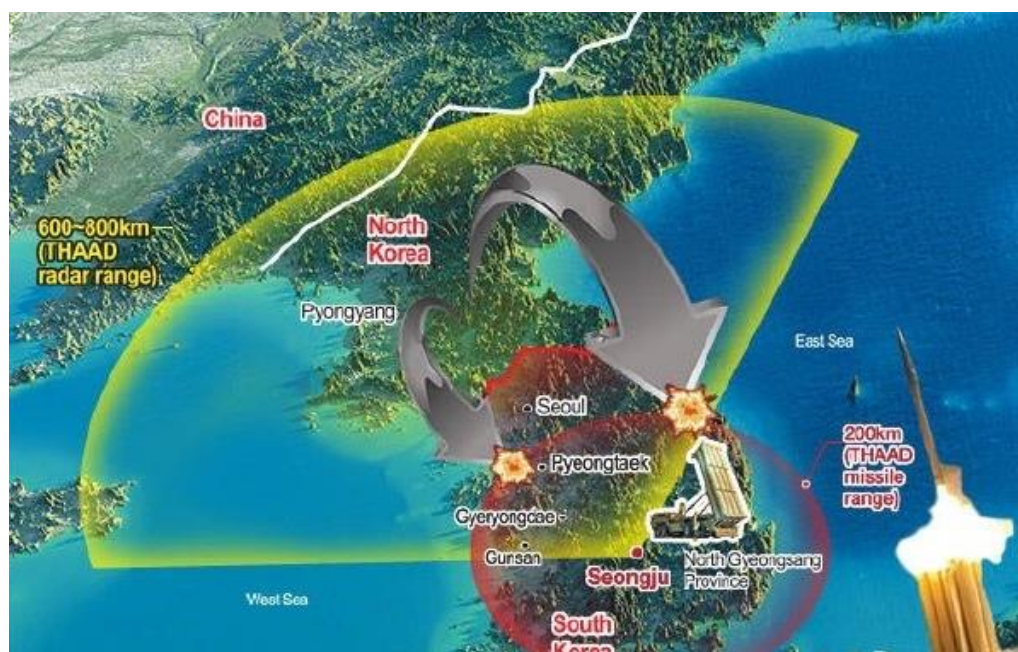 China
600~800km
(THAAD
radar range)
North
Korea
Pyongyang
East Sea
Seoul
200km
(THAAD
missile
range)
Pyeongtaek
Gyeryongdae
Gunsan
Seongju
North Gyeongsang
Province
West Sea
South
Korea